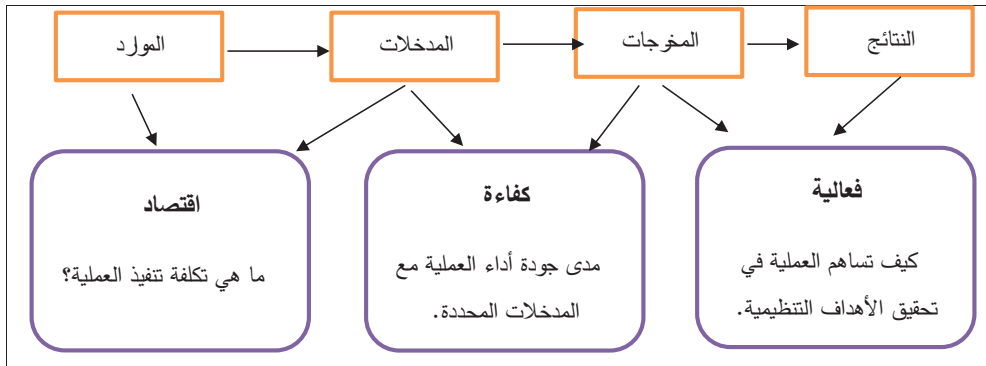 الموارد
المدخلات
المخرجات
النتائج
اقتصاد
ما هي تكلفة تنفيذ العملية؟
كفاءة
مدى جودة أداء العملية مع
المدخلات المحددة.
فعالية
كيف تساهم العملية في
تحقيق الأهداف التنظيمية.